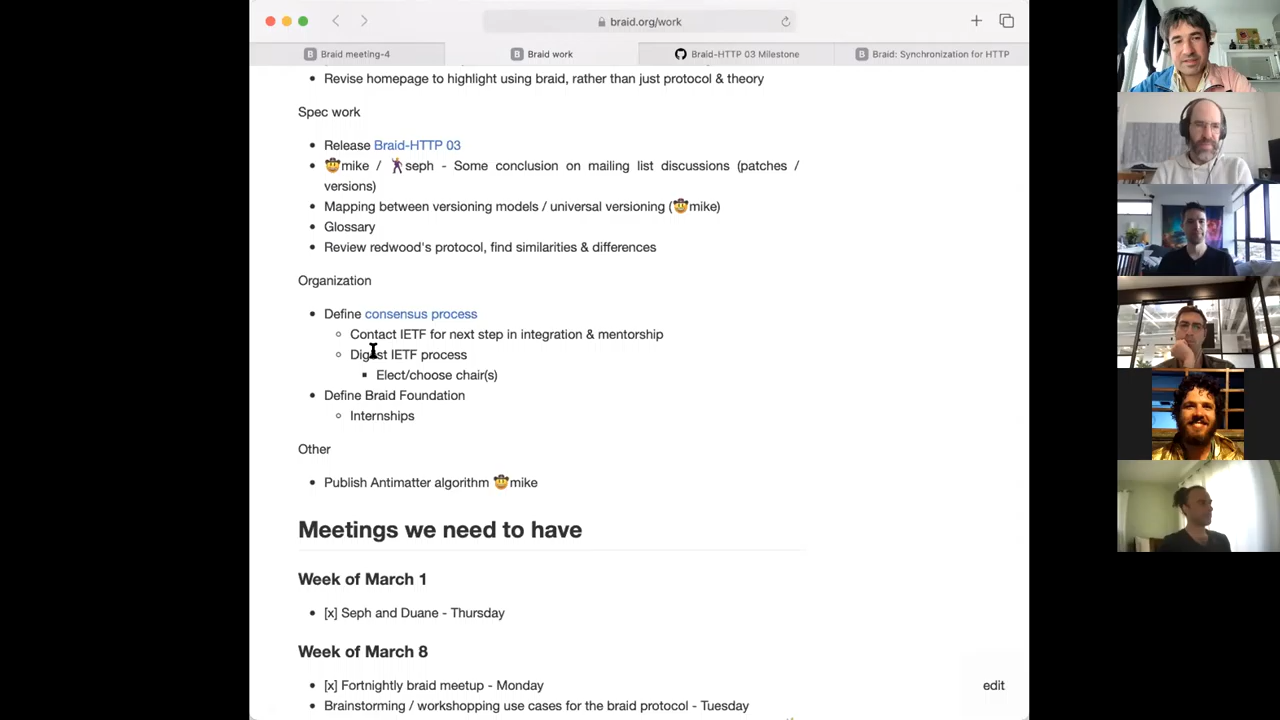 braid.org/work
Braid meeting-4
Braid work
Braid-HTTP 03 Milestone
Braid: Synchronization for HTTP
• Revise homepage to highlight using braid, rather than just protocol & theory
Spec work
• Release Braid-HTTP 03
• 🤠mike / 🕺seph - Some conclusion on mailing list discussions (patches /
versions)
• Mapping between versioning models / universal versioning (🤠mike)
• Glossary
• Review redwood's protocol, find similarities & differences
Organization
• Define consensus process
◦ Contact IETF for next step in integration & mentorship
◦ Digest IETF process
▪ Elect/choose chair(s)
• Define Braid Foundation
◦ Internships
Other
• Publish Antimatter algorithm 🤠mike
Meetings we need to have
Week of March 1
• [x] Seph and Duane - Thursday
Week of March 8
• [x] Fortnightly braid meetup - Monday
• Brainstorming / workshopping use cases for the braid protocol - Tuesday
edit